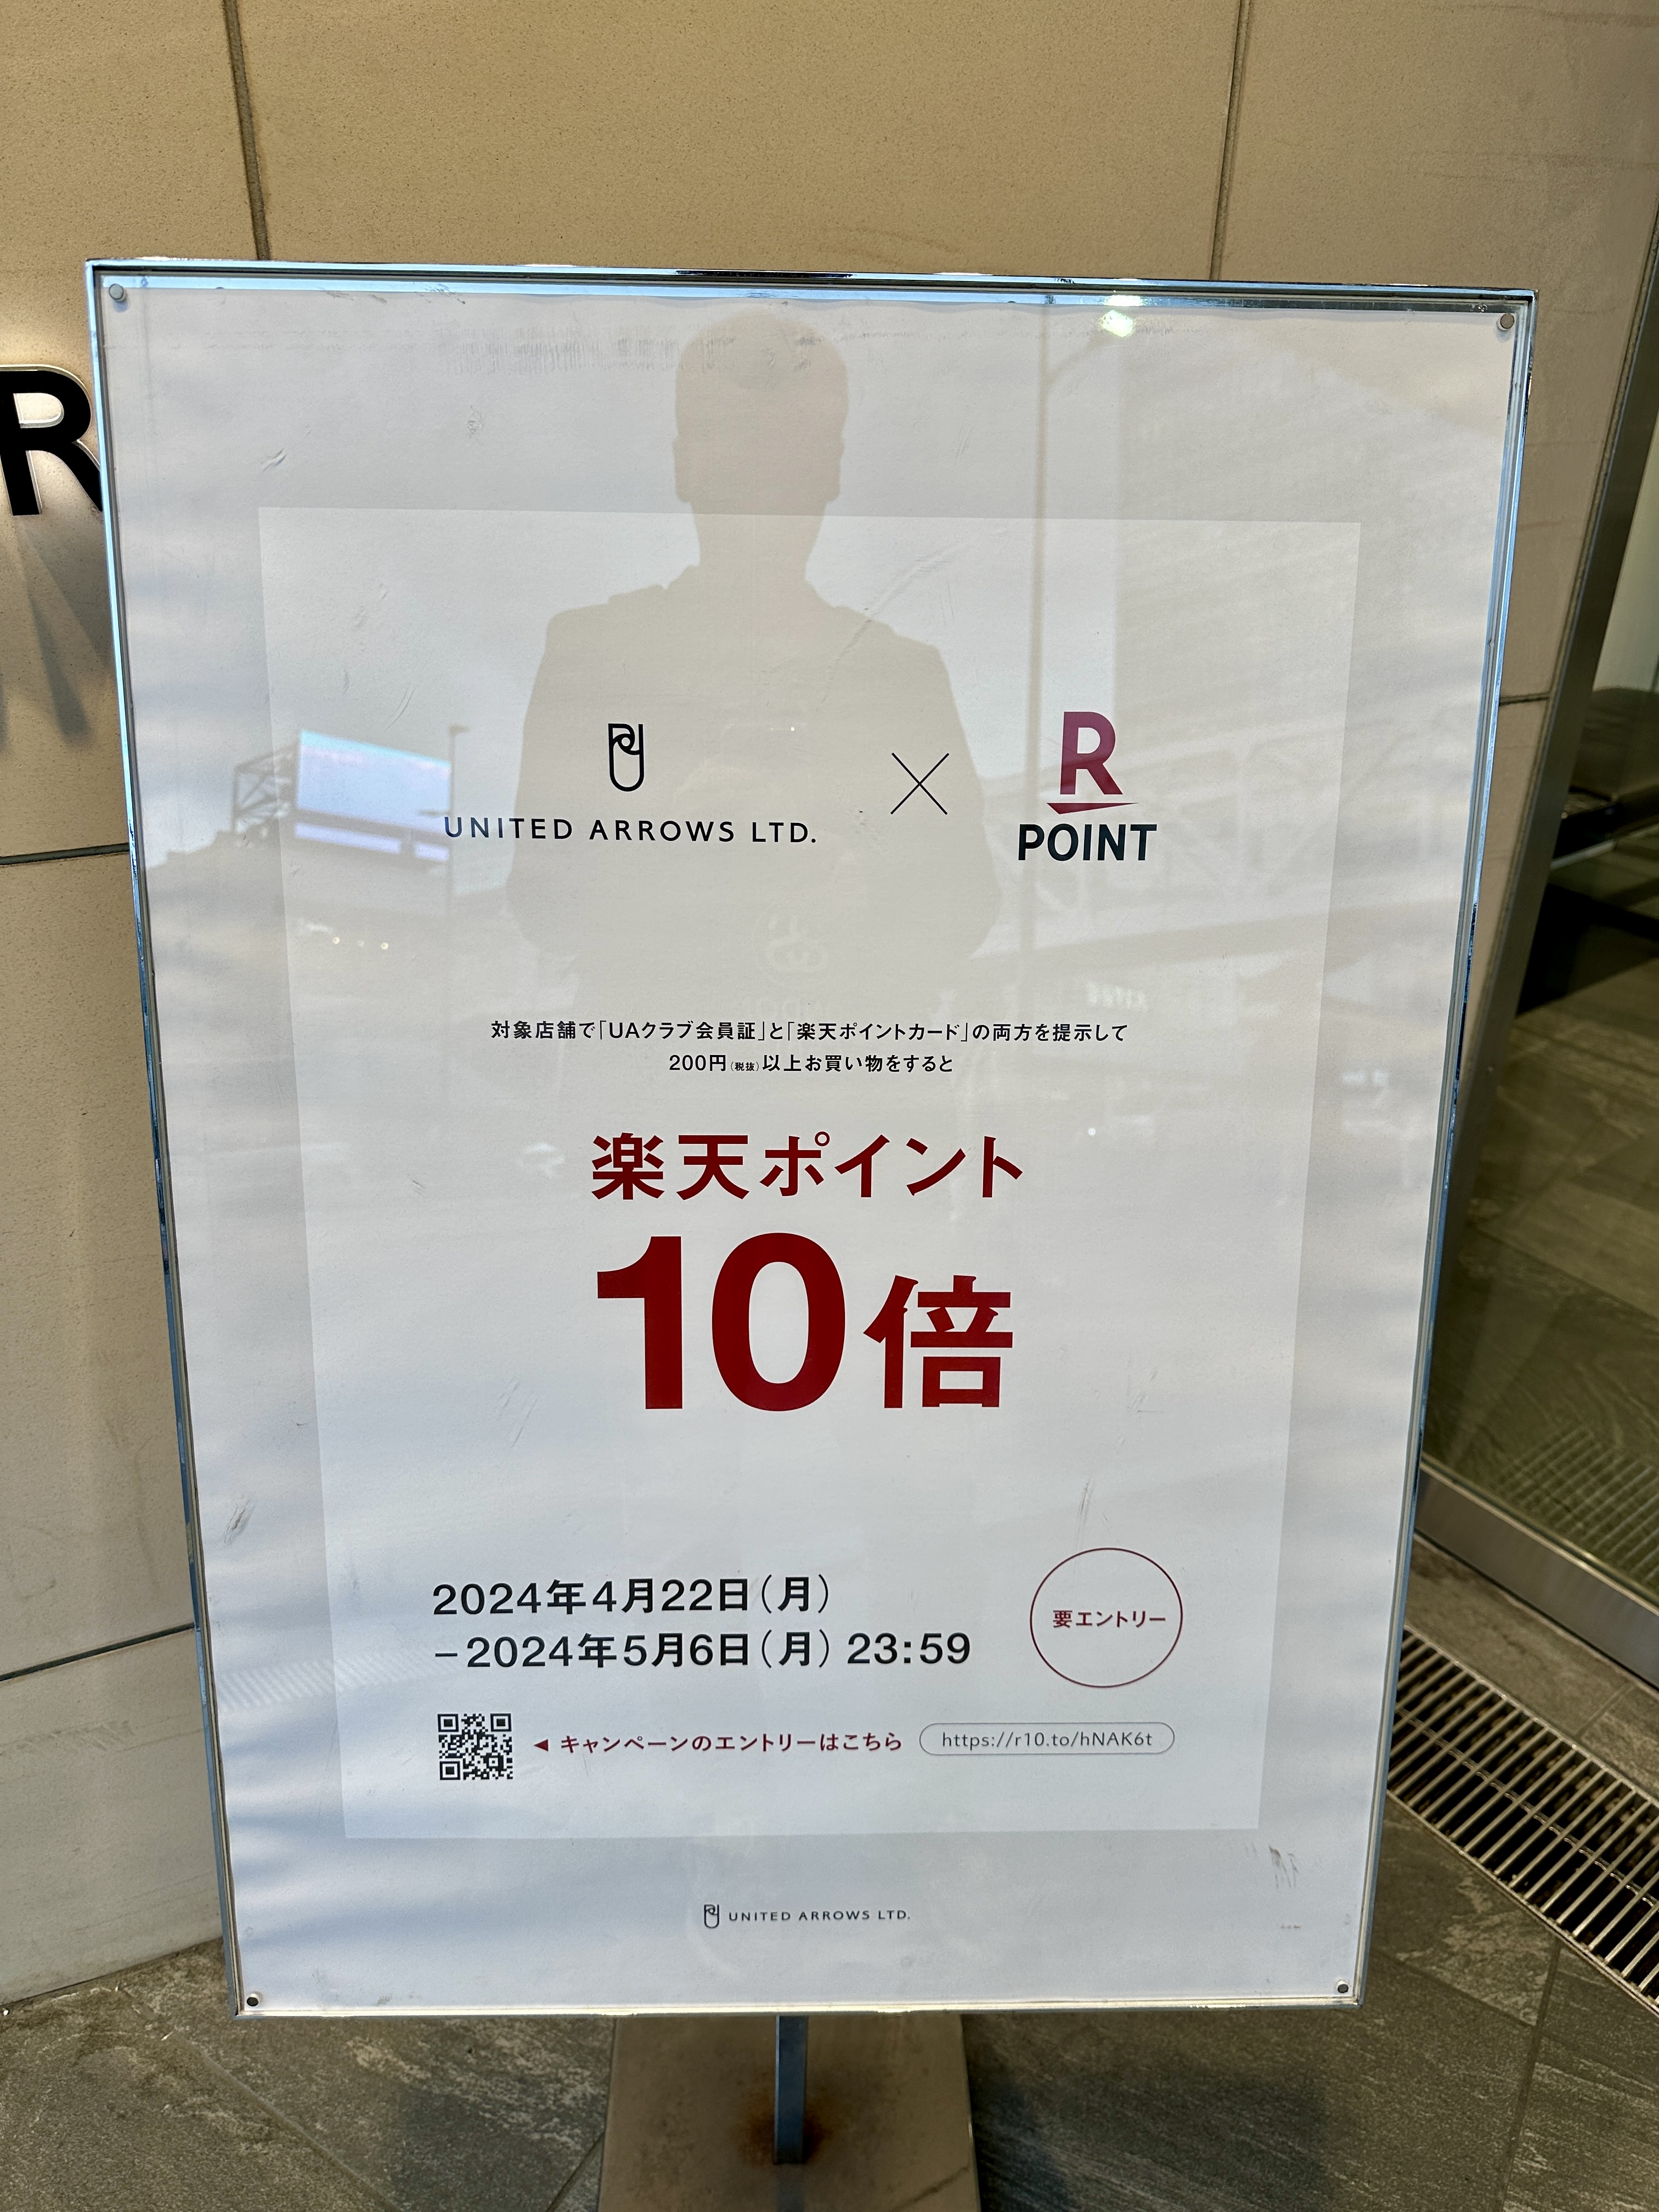 R
UNITED ARROWS LTD.
×
R
POINT
対象店舗で「UAクラブ会員証」と「楽天ポイントカード」の両方を提示して
200円(税抜)以上お買い物をすると
楽天ポイント
10倍
2024年4月22日(月)
–2024年5月6日(月) 23:59
要エントリー
◀ キャンペーンのエントリーはこちら
https://r10.to/hNAK6t
UNITED ARROWS LTD.